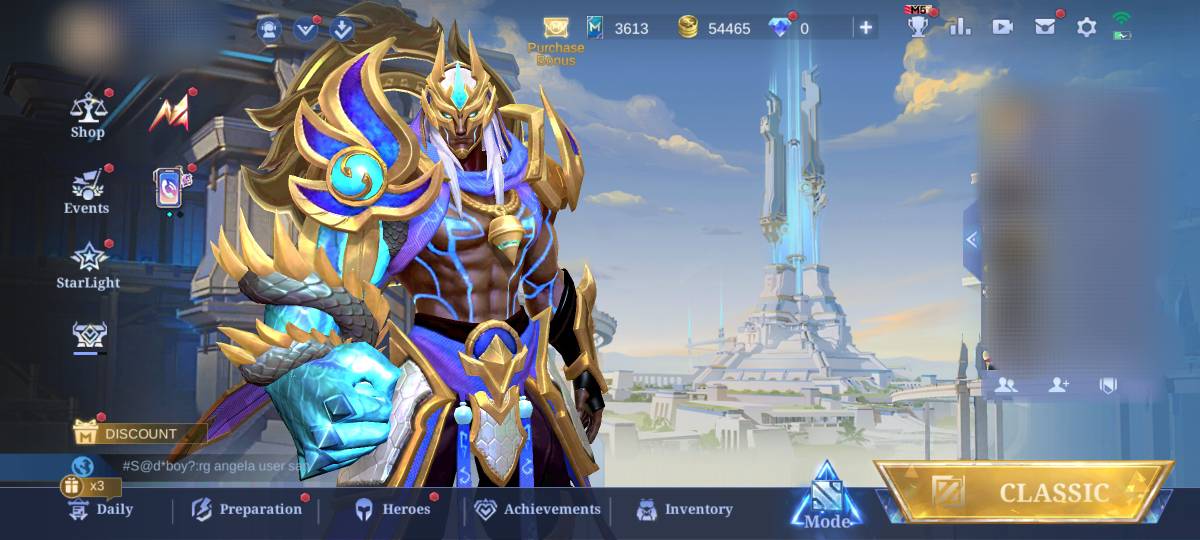 M5
3613
54465
0
+
Purchase
Bonus
Shop
Events
StarLight
DISCOUNT
#S@d*boy?:rg angela user sa
x3
Daily
Preparation
Heroes
Achievements
Inventory
Mode
CLASSIC